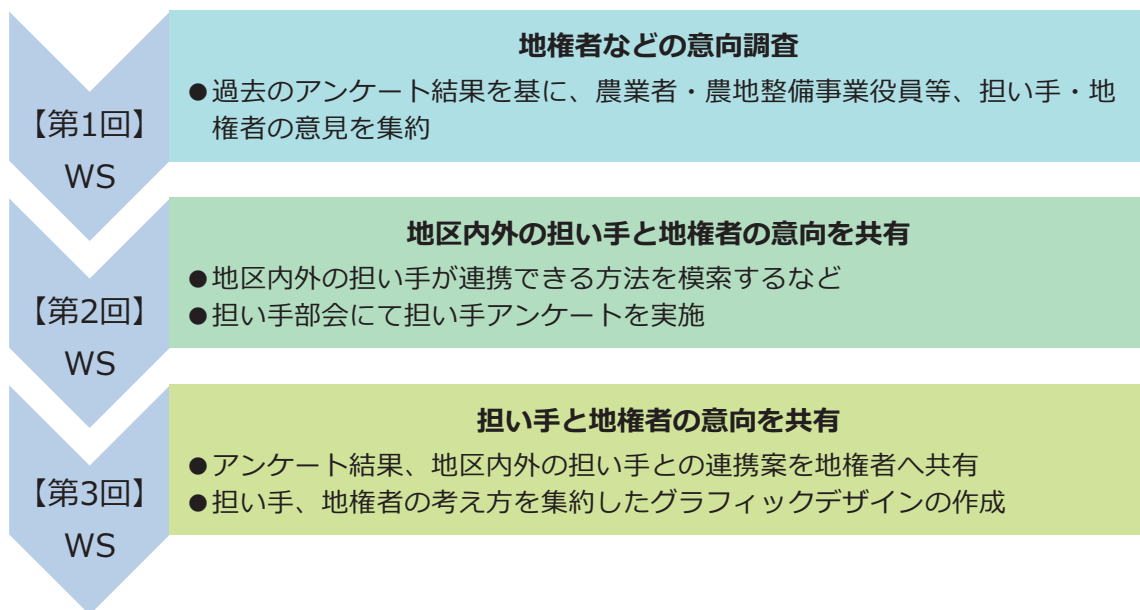 【第1回】
WS
地権者などの意向調査
●過去のアンケート結果を基に、農業者・農地整備事業役員等、担い手・地
権者の意見を集約
【第2回】
WS
地区内外の担い手と地権者の意向を共有
●地区内外の担い手が連携できる方法を模索するなど
●担い手部会にて担い手アンケートを実施
【第3回】
WS
担い手と地権者の意向を共有
●アンケート結果、地区内外の担い手との連携案を地権者へ共有
●担い手、地権者の考え方を集約したグラフィックデザインの作成